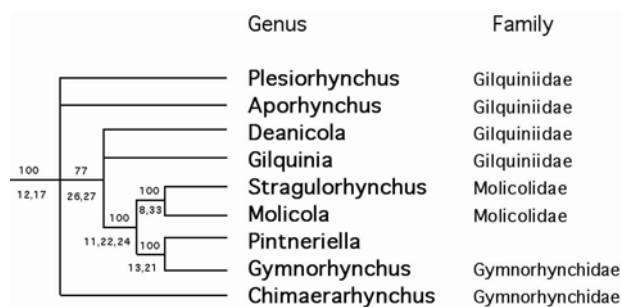 Genus Family
Plesiorhynchus Gilquiniidae
Aporhynchus Gilquiniidae
Deanicola Gilquiniidae
100 77
Gilquinia Gilquiniidae
12,17 26,27
100 Stragulorhynchus Molicolidae
8,33
100 Molicola Molicolidae
11,22,24
Pintneriella
100
13,21 Gymnorhynchus Gymnorhynchidae
Chimaerarhynchus Gymnorhynchidae